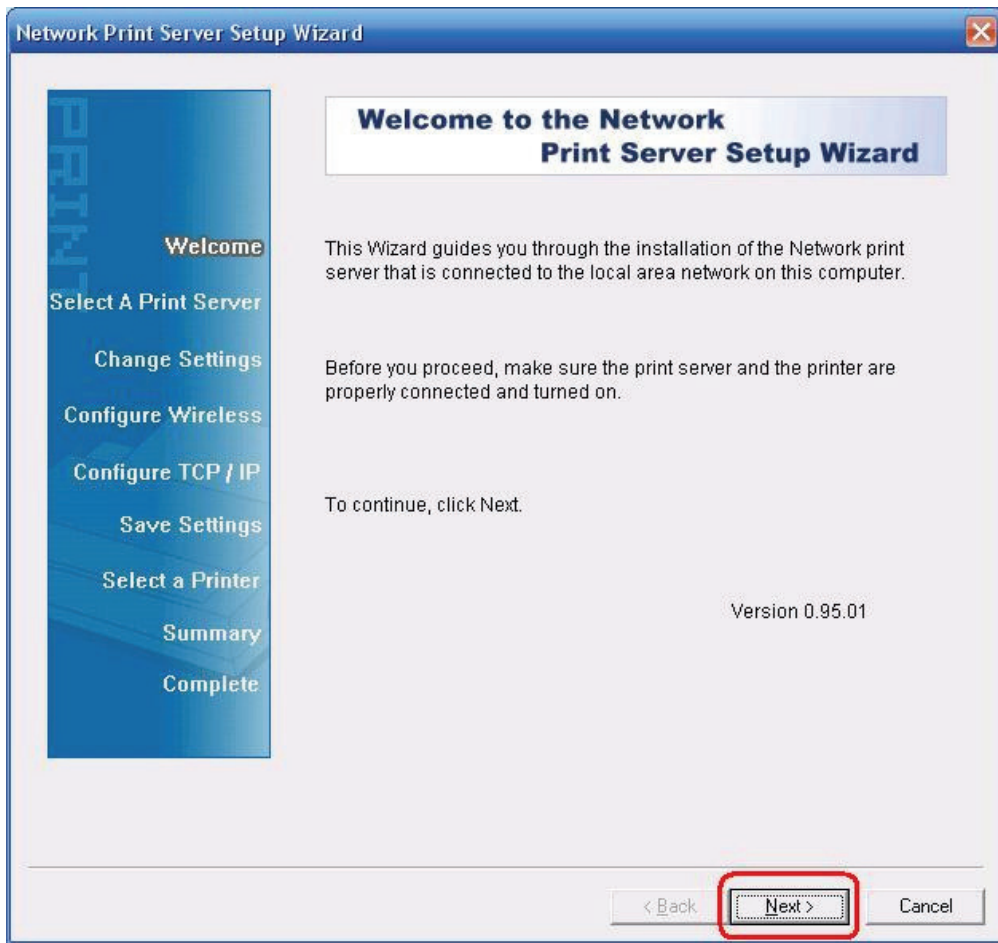 Network Print Server Setup Wizard
PRINT
Welcome
Select A Print Server
Change Settings
Configure Wireless
Configure TCP / IP
Save Settings
Select a Printer
Summary
Complete
Welcome to the Network
Print Server Setup Wizard
This Wizard guides you through the installation of the Network print
server that is connected to the local area network on this computer.
Before you proceed, make sure the print server and the printer are
properly connected and turned on.
To continue, click Next.
Version 0.95.01
< Back
Next >
Cancel